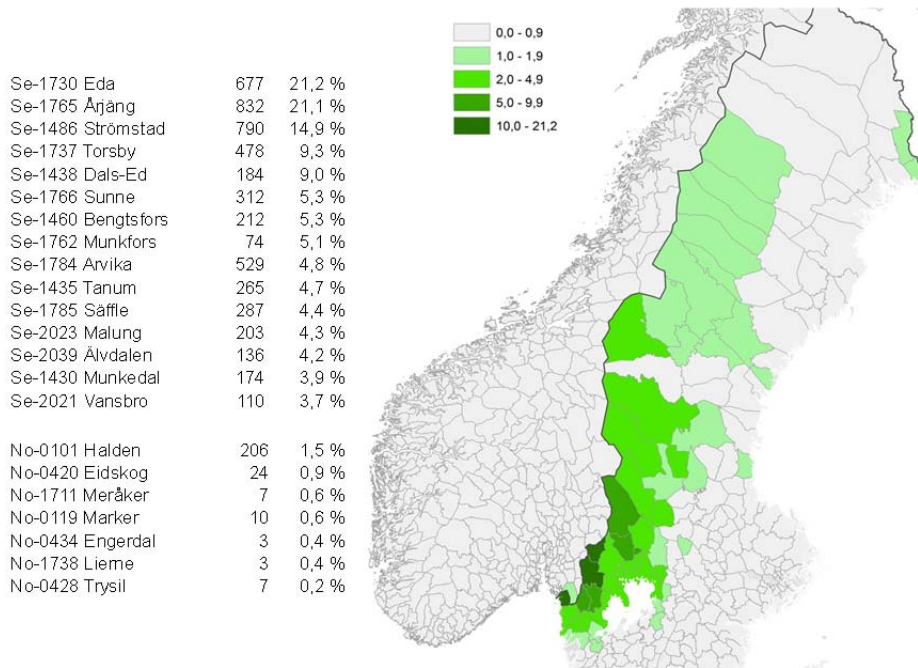 0,0 - 0,9
1,0 - 1,9
2,0 - 4,9
5,0 - 9,9
10,0 - 21,2
Se-1730 Eda 677 21,2 %
Se-1765 Årjäng 832 21,1 %
Se-1486 Strömstad 790 14,9 %
Se-1737 Torsby 478 9,3 %
Se-1438 Dals-Ed 184 9,0 %
Se-1766 Sunne 312 5,3 %
Se-1460 Bengtsfors 212 5,3 %
Se-1762 Munkfors 74 5,1 %
Se-1784 Arvika 529 4,8 %
Se-1435 Tanum 265 4,7 %
Se-1785 Säffle 287 4,4 %
Se-2023 Malung 203 4,3 %
Se-2039 Älvdalen 136 4,2 %
Se-1430 Munkedal 174 3,9 %
Se-2021 Vansbro 110 3,7 %
No-0101 Halden 206 1,5 %
No-0420 Eidskog 24 0,9 %
No-1711 Meråker 7 0,6 %
No-0119 Marker 10 0,6 %
No-0434 Engerdal 3 0,4 %
No-1738 Lierne 3 0,4 %
No-0428 Trysil 7 0,2 %